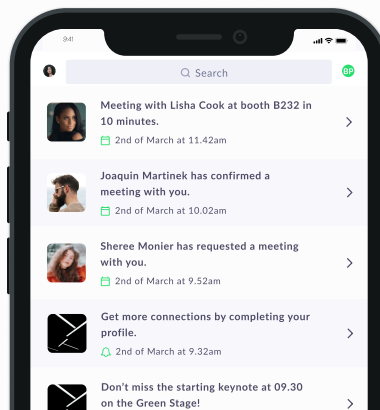 9:41
Search
BP
Meeting with Lisha Cook at booth B232 in
10 minutes.
2nd of March at 11.42am
Joaquin Martinek has confirmed a
meeting with you.
2nd of March at 10.02am
Sheree Monier has requested a meeting
with you.
2nd of March at 9.52am
Get more connections by completing your
profile.
2nd of March at 9.32am
Don’t miss the starting keynote at 09.30
on the Green Stage!